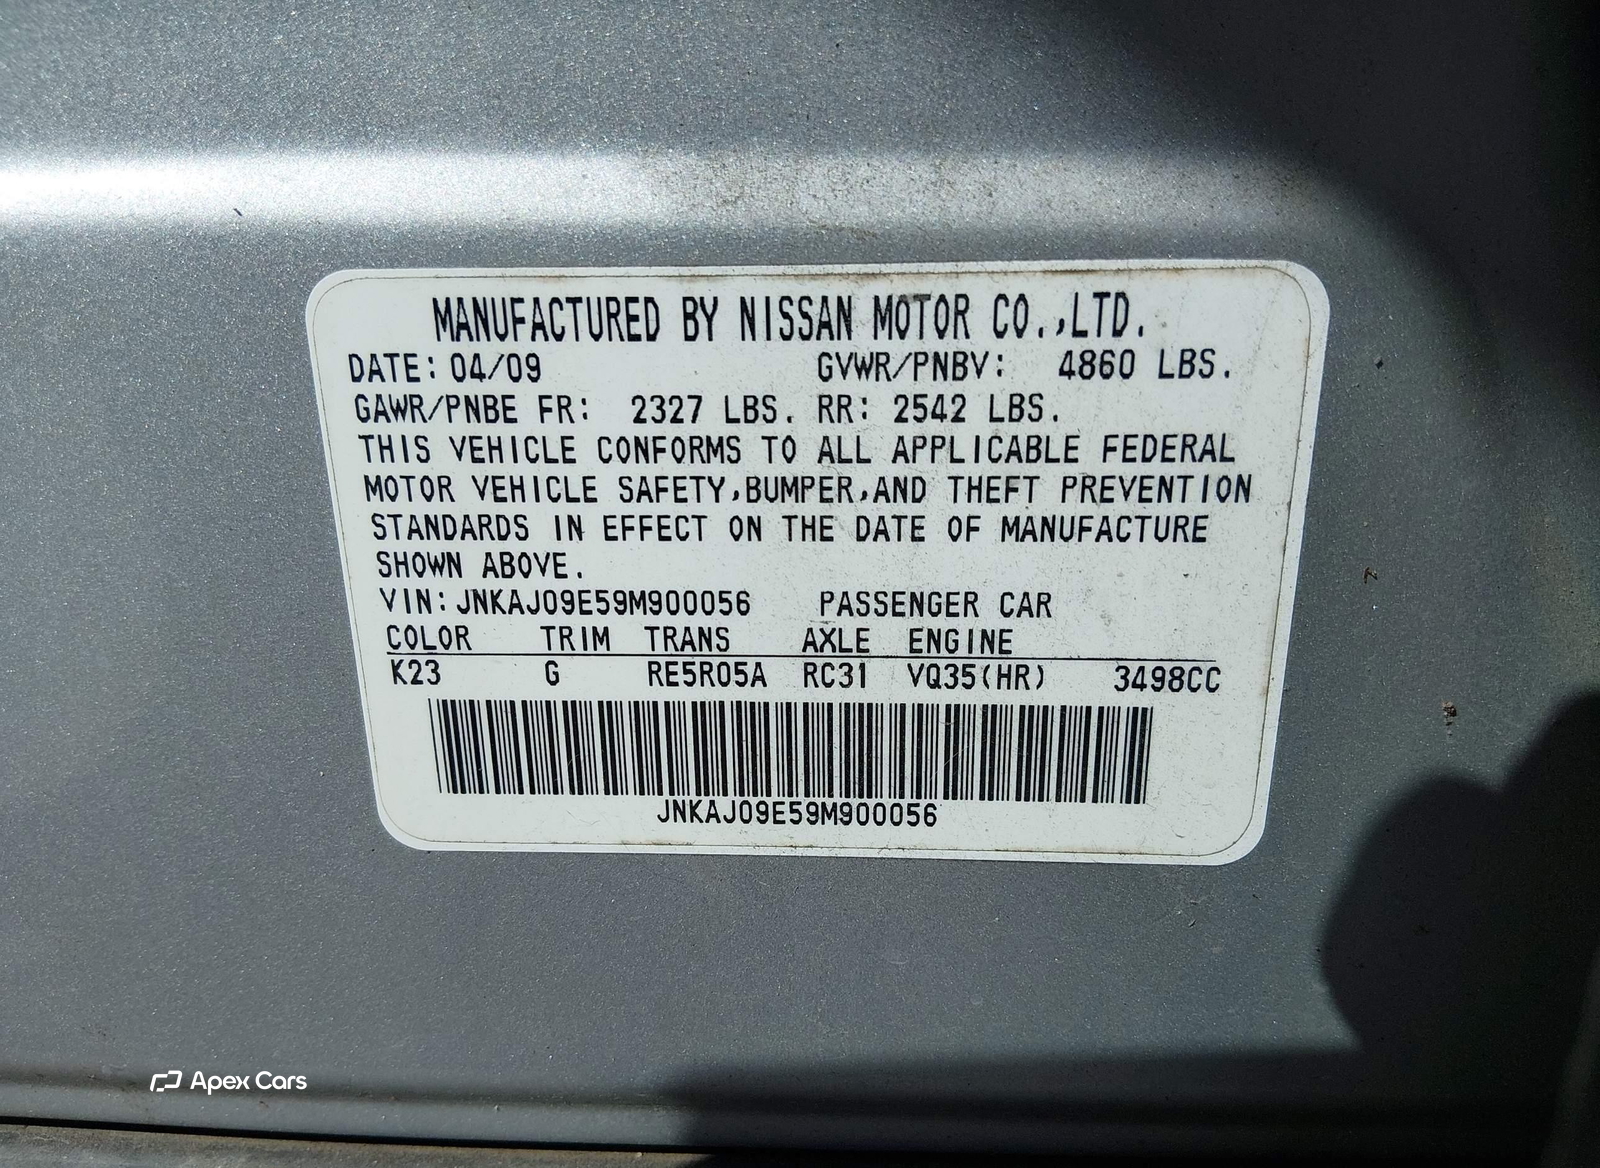 MANUFACTURED BY NISSAN MOTOR CO.,LTD.
DATE:04/09 GVWR/PNBV: 4860 LBS.
GAWR/PNBE FR: 2327 LBS. RR: 2542 LBS.
THIS VEHICLE CONFORMS TO ALL APPLICABLE FEDERAL
MOTOR VEHICLE SAFETY,BUMPER,AND THEFT PREVENTION
STANDARDS IN EFFECT ON THE DATE OF MANUFACTURE
SHOWN ABOVE.
VIN:JNKAJ09E59M900056 PASSENGER CAR
COLOR TRIM TRANS AXLE ENGINE
K23 G RE5R05A RC31 VQ35(HR) 3498CC
JNKAJ09E59M900056
Apex Cars